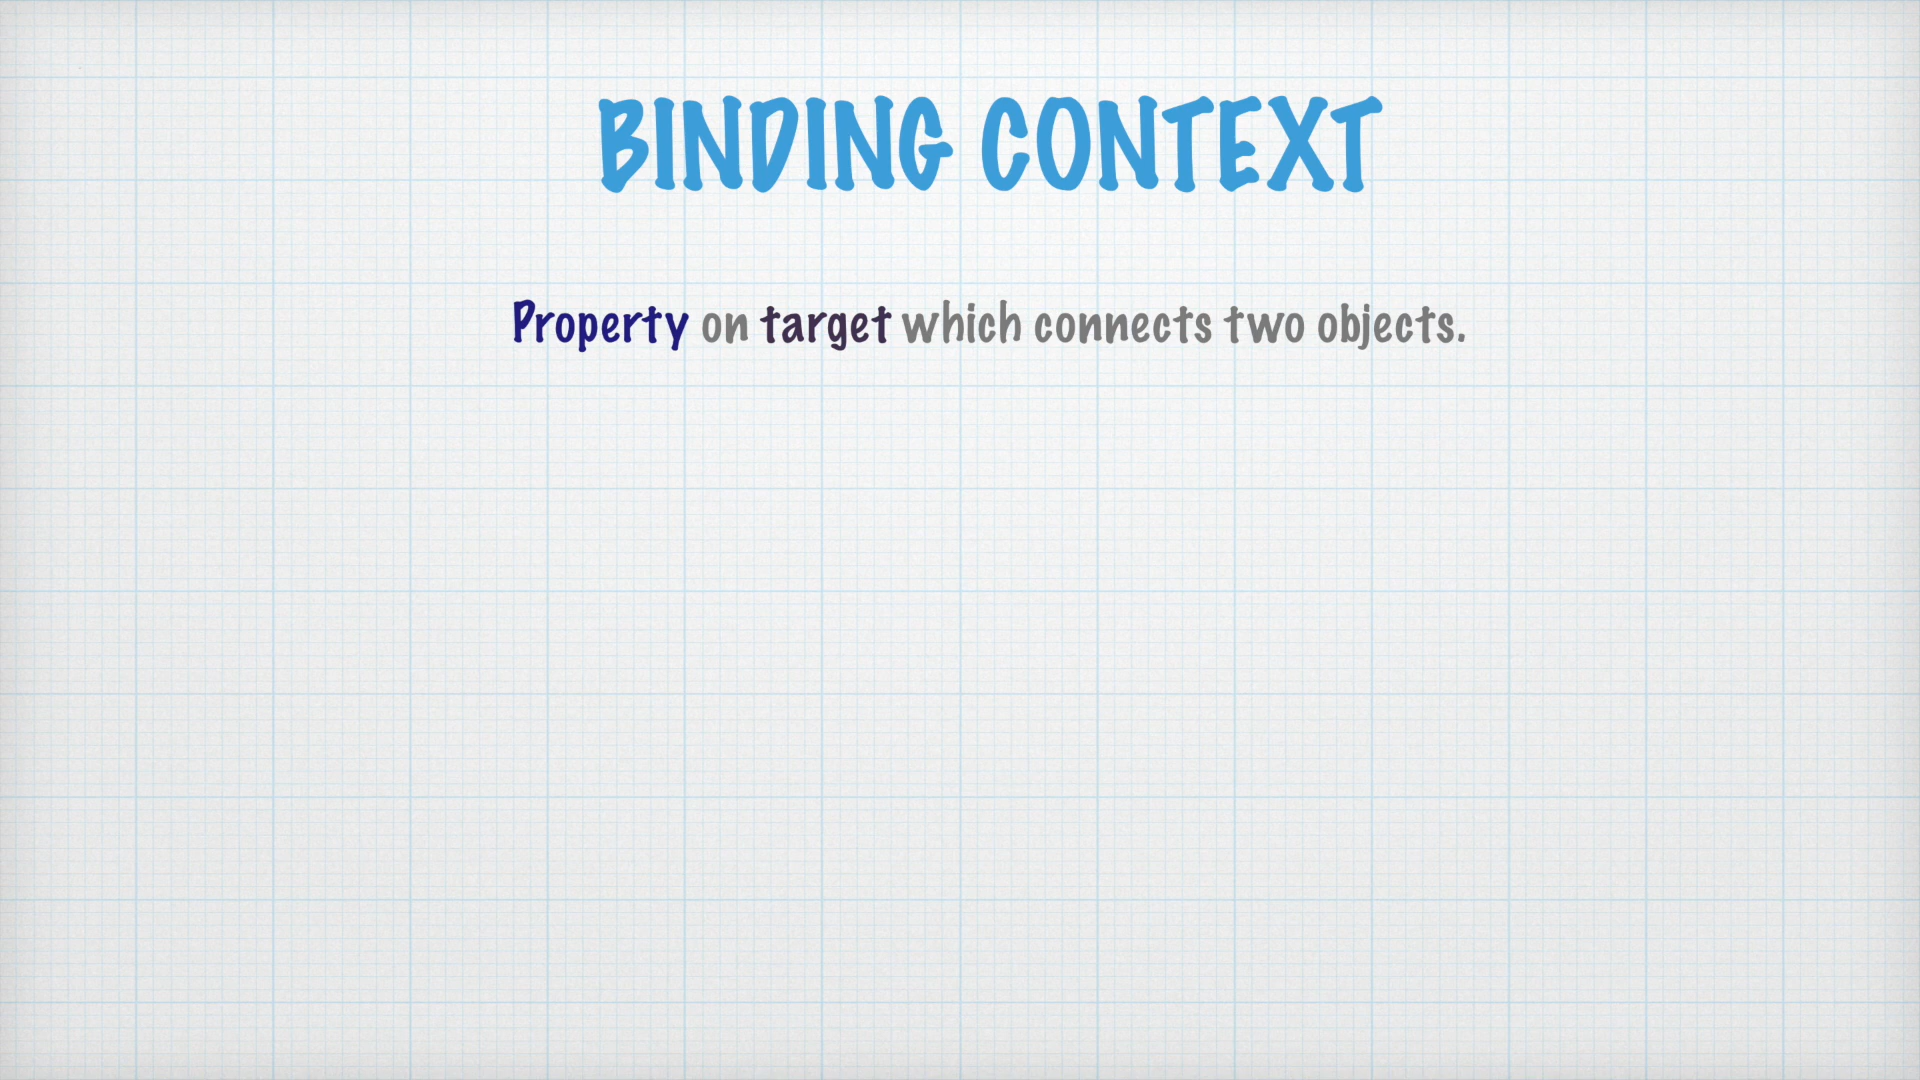 BINDING CONTEXT
Property on target which connects two objects.